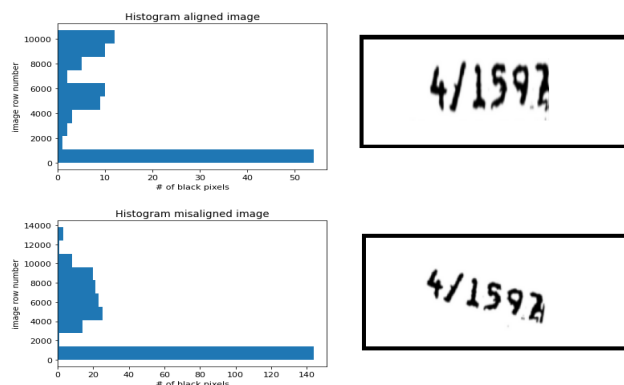 Histogram aligned image
10000
8000
6000
4000
2000
0
image row number
0 10 20 30 40 50
# of black pixels
4/1592
Histogram misaligned image
14000
12000
10000
8000
6000
4000
2000
0
image row number
0 20 40 60 80 100 120 140
# of black pixels
4/1592